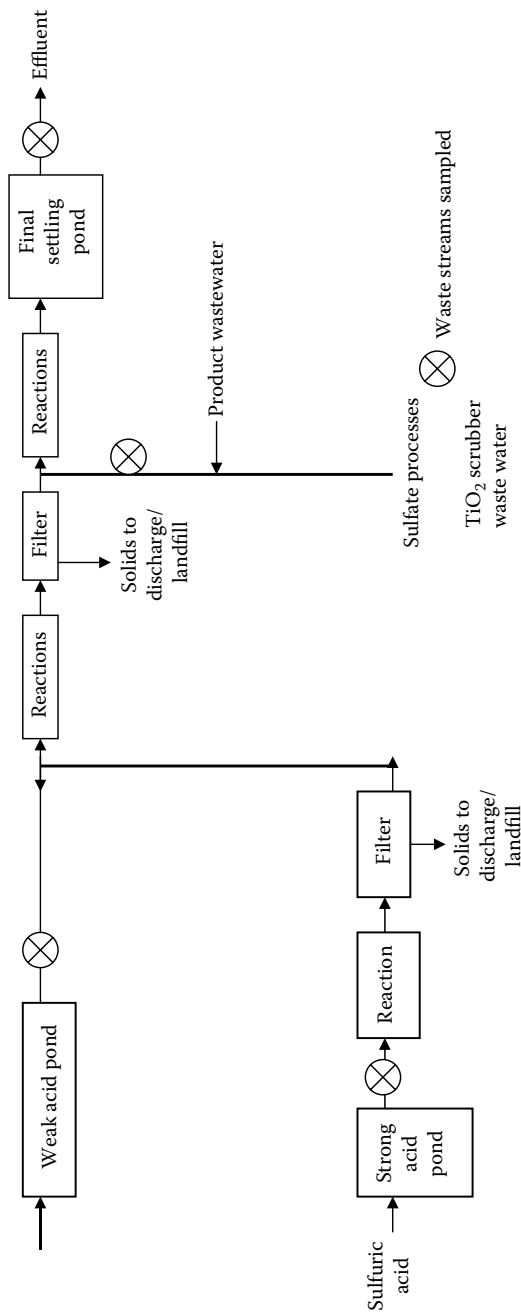 Weak acid pond
Reactions
Filter
Solids to
discharge/
landfill
Reactions
Final
settling
pond
Effluent
Product wastewater
Sulfuric
acid
Strong
acid
pond
Reaction
Filter
Solids to
discharge/
landfill
Sulfate processes
TiO₂ scrubber
waste water
Waste streams sampled